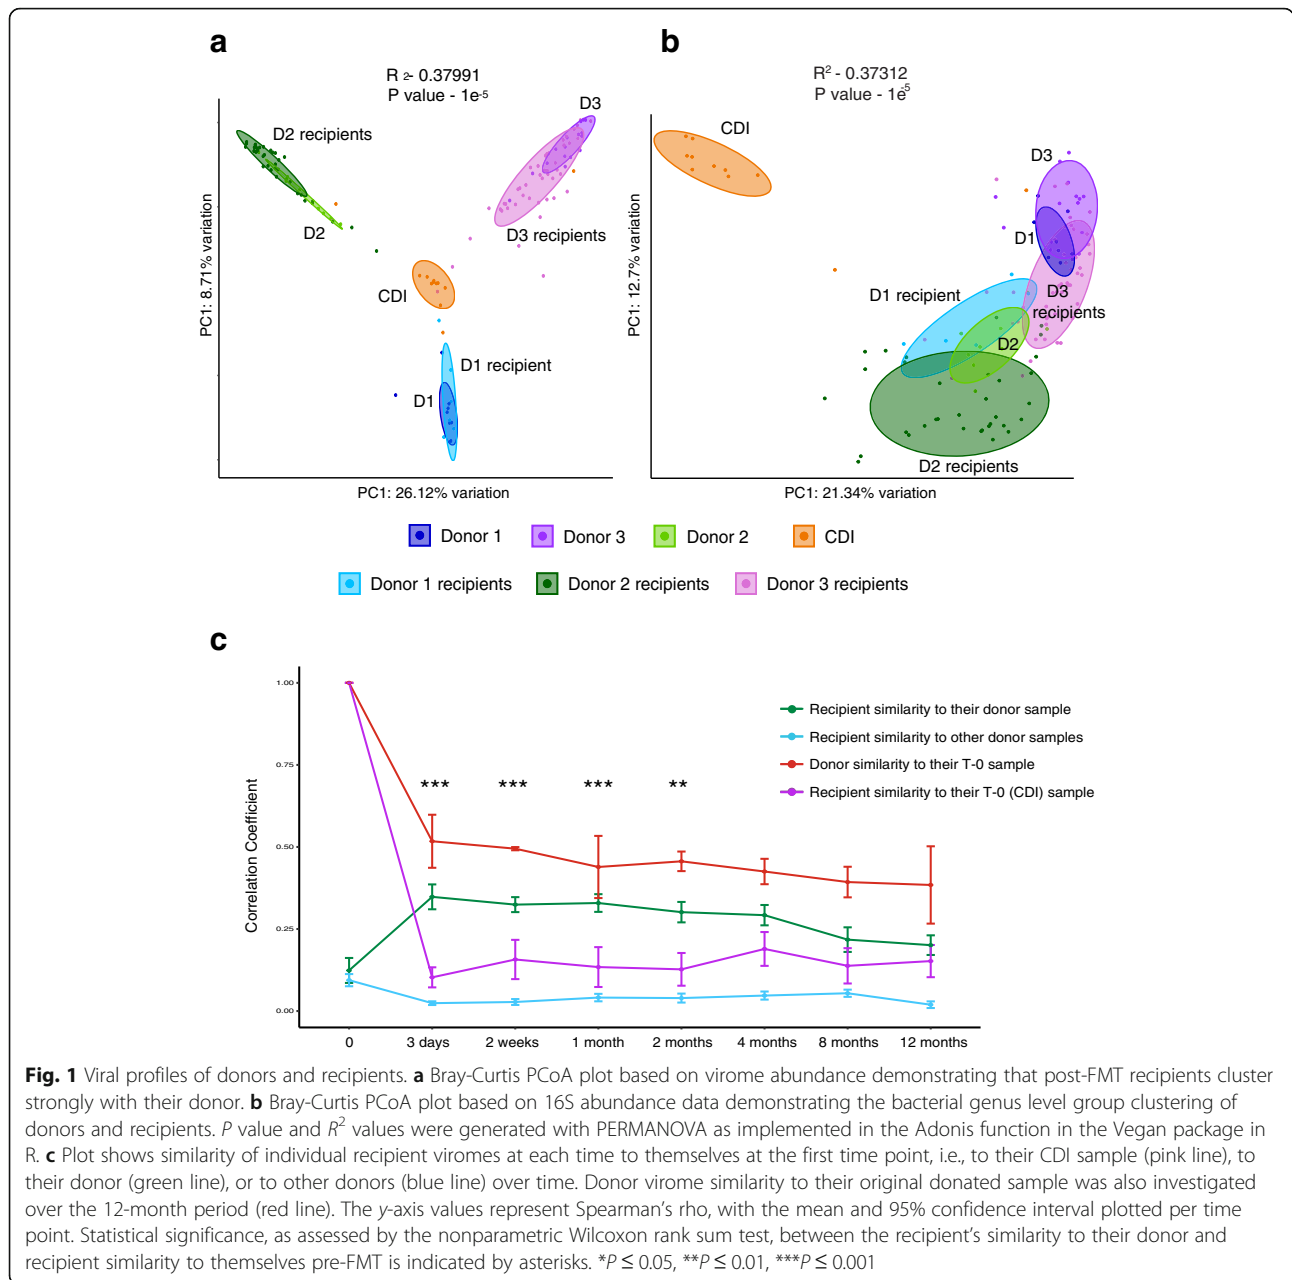 a
R 2- 0.37991
P value - 1e-5
D3
D2 recipients
D2
D3 recipients
CDI
D1 recipient
D1
PC1: 8.71% variation
PC1: 26.12% variation
b
R2 - 0.37312
P value - 1e-5
CDI
D3
D1
D1 recipient
D3
recipients
D2
D2 recipients
PC1: 12.7% variation
PC1: 21.34% variation
Donor 1
Donor 3
Donor 2
CDI
Donor 1 recipients
Donor 2 recipients
Donor 3 recipients
c
1.00
0.75
0.50
0.25
0.00
Correlation Coefficient
***
***
***
**
Recipient similarity to their donor sample
Recipient similarity to other donor samples
Donor similarity to their T-0 sample
Recipient similarity to their T-0 (CDI) sample
0
3 days
2 weeks
1 month
2 months
4 months
8 months
12 months
Fig. 1 Viral profiles of donors and recipients. a Bray-Curtis PCoA plot based on virome abundance demonstrating that post-FMT recipients cluster
strongly with their donor. b Bray-Curtis PCoA plot based on 16S abundance data demonstrating the bacterial genus level group clustering of
donors and recipients. P value and R2 values were generated with PERMANOVA as implemented in the Adonis function in the Vegan package in
R. c Plot shows similarity of individual recipient viromes at each time to themselves at the first time point, i.e., to their CDI sample (pink line), to
their donor (green line), or to other donors (blue line) over time. Donor virome similarity to their original donated sample was also investigated
over the 12-month period (red line). The y-axis values represent Spearman's rho, with the mean and 95% confidence interval plotted per time
point. Statistical significance, as assessed by the nonparametric Wilcoxon rank sum test, between the recipient's similarity to their donor and
recipient similarity to themselves pre-FMT is indicated by asterisks. *P ≤ 0.05, **P ≤ 0.01, ***P ≤ 0.001